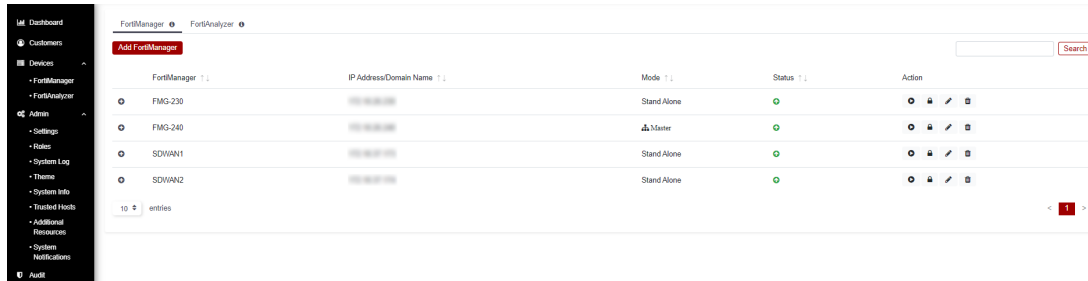 Dashboard
Customers
Devices
• FortiManager
• FortiAnalyzer
Admin
• Settings
• Roles
• System Log
• Theme
• System Info
• Trusted Hosts
• Additional
Resources
• System
Notifications
Audit
FortiManager FortiAnalyzer
Add FortiManager Search
FortiManager ↑↓ IP Address/Domain Name ↑↓ Mode ↑↓ Status ↑↓ Action
FMG-230 Stand Alone
FMG-240 Master
SDWAN1 Stand Alone
SDWAN2 Stand Alone
10 entries < 1 >